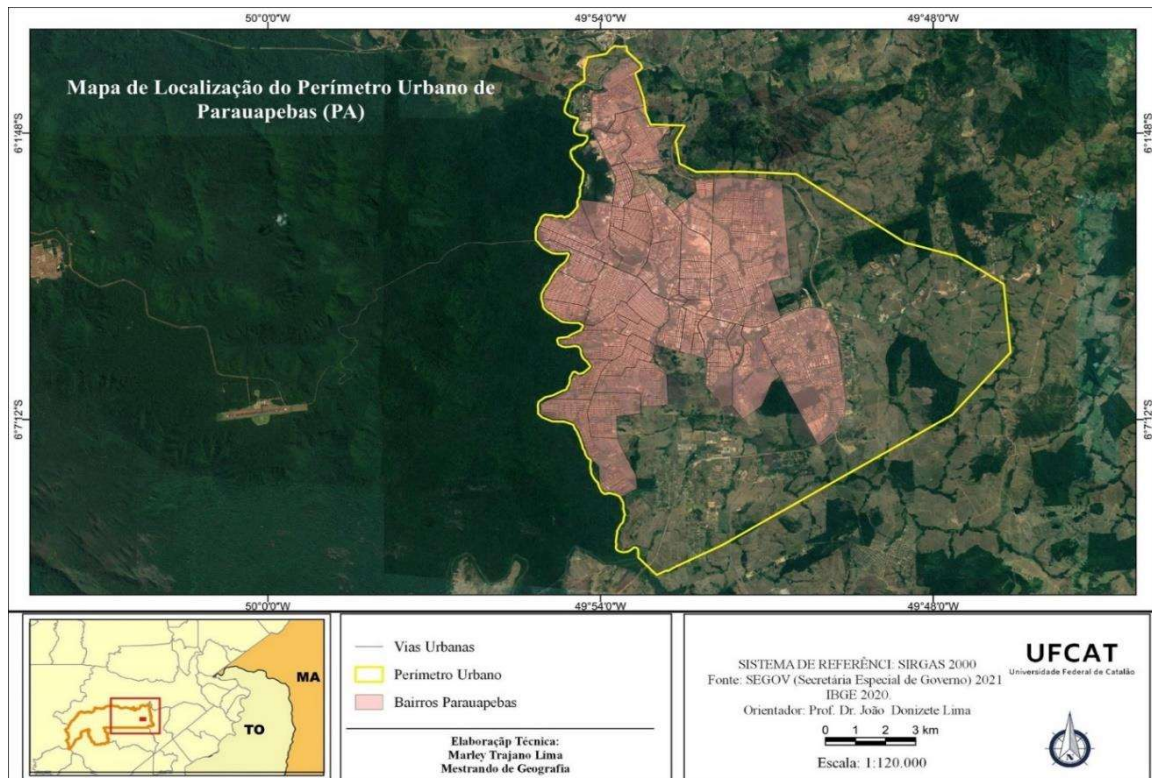 50°0'0"W
49°54'0"W
49°48'0"W
Mapa de Localização do Perímetro Urbano de
Parauapebas (PA)
6°1'48"S
6°1'48"S
6°7'12"S
6°7'12"S
50°0'0"W
49°54'0"W
49°48'0"W
MA
TO
Vias Urbanas
Perímetro Urbano
Bairros Parauapebas
Elaboraçãp Técnica:
Marley Trajano Lima
Mestrando de Geografia
SISTEMA DE REFERÊNCI: SIRGAS 2000
Fonte: SEGOV (Secretária Especial de Governo) 2021
IBGE 2020.
Orientador: Prof. Dr. João Donizete Lima
0 1 2 3 km
Escala: 1:120.000
UFCAT
Universidade Federal de Catalão
N